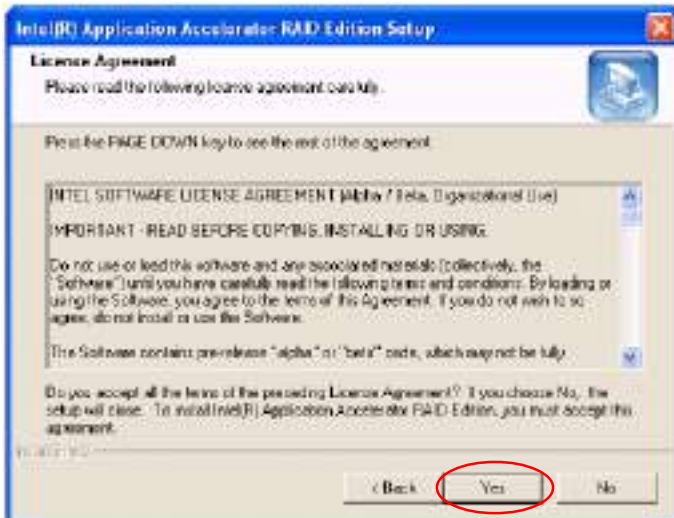 Intel(R) Application Accelerator RAID Edition Setup
License Agreement
Please read the following license agreement carefully.
Press the PAGE DOWN key to see the rest of the agreement.
INTEL SOFTWARE LICENSE AGREEMENT (Alpha / Beta, Organizational Use)
IMPORTANT - READ BEFORE COPYING, INSTALLING OR USING.
Do not use or load this software and any associated materials (collectively, the
"Software") until you have carefully read the following terms and conditions. By loading or
using the Software, you agree to the terms of this Agreement. If you do not wish to so
agree, do not install or use the Software.
The Software contains pre-release "alpha" or "beta" code, which may not be fully
Do you accept all the terms of the preceding License Agreement? If you choose No, the
setup will close. To install Intel(R) Application Accelerator RAID Edition, you must accept this
agreement.
< Back
Yes
No